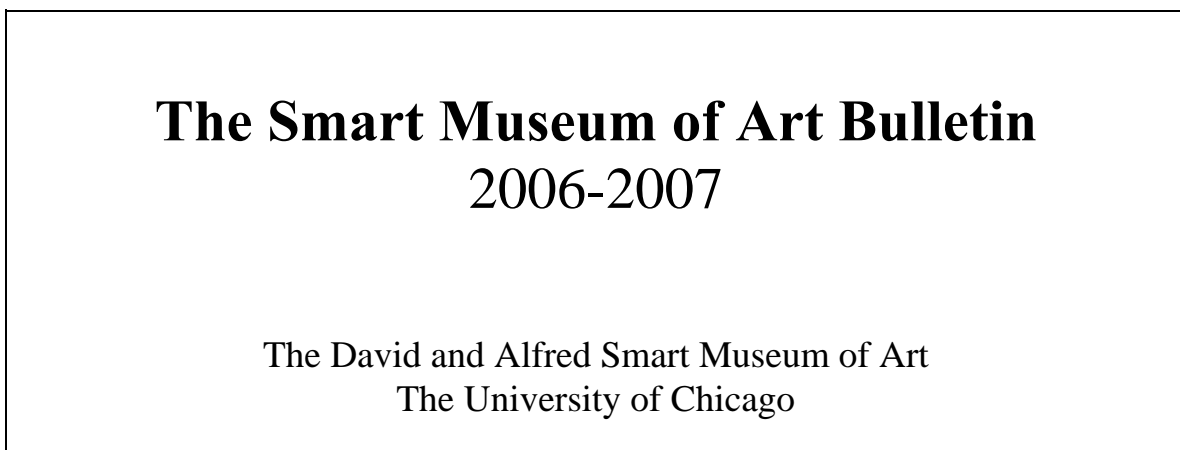 The Smart Museum of Art Bulletin
2006-2007
The David and Alfred Smart Museum of Art
The University of Chicago